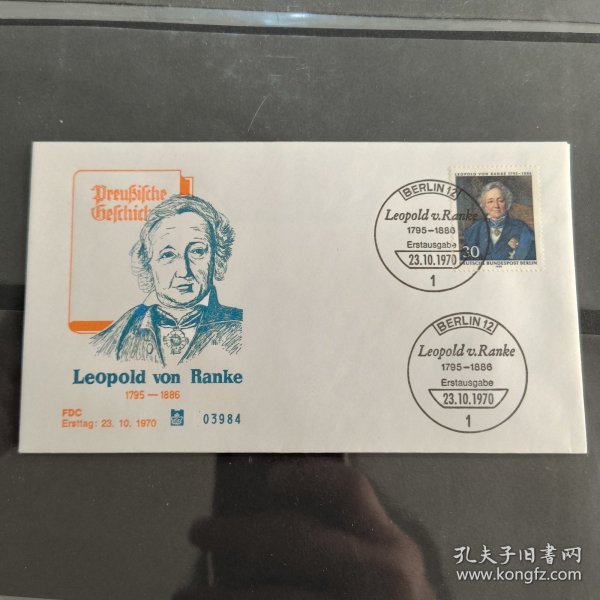 Preußische
Geschich
Leopold von Ranke
1795 — 1886
FDC
Ersttag: 23. 10. 1970
03984
LEOPOLD VON RANKE 1795-1886
30
DEUTSCHE BUNDESPOST BERLIN
BERLIN 12
Leopold v. Ranke
1795-1886
Erstausgabe
23.10.1970
1
BERLIN 12
Leopold v. Ranke
1795-1886
Erstausgabe
23.10.1970
1
孔夫子旧书网
www.kongfz.com